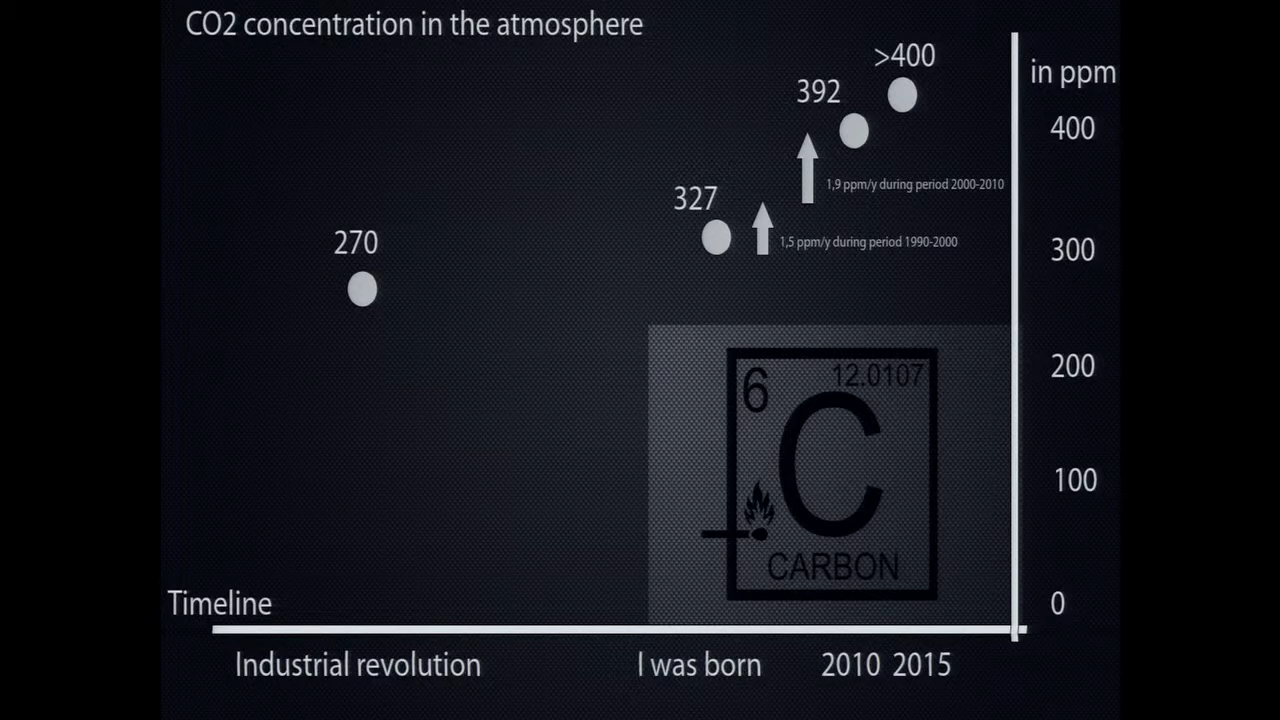 CO2 concentration in the atmosphere
>400
in ppm
392
400
1,9 ppm/y during period 2000-2010
327
270
1,5 ppm/y during period 1990-2000
300
200
6
12.0107
C
100
CARBON
Timeline
0
Industrial revolution
I was born
2010
2015